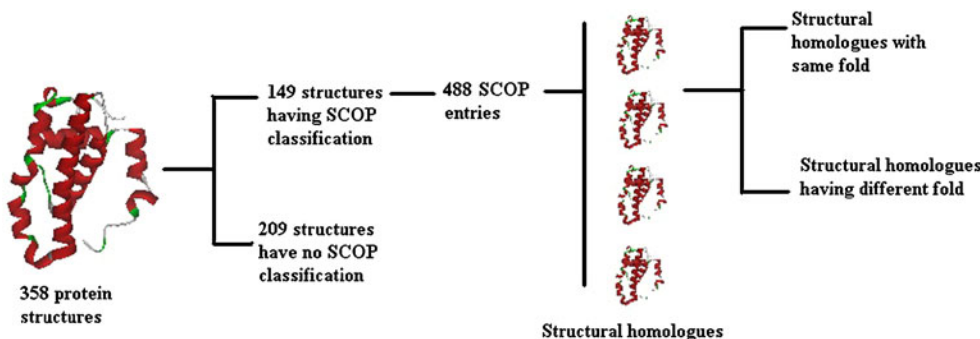 358 protein
structures
149 structures
having SCOP
classification
209 structures
have no SCOP
classification
488 SCOP
entries
Structural homologues
Structural
homologues with
same fold
Structural homologues
having different fold